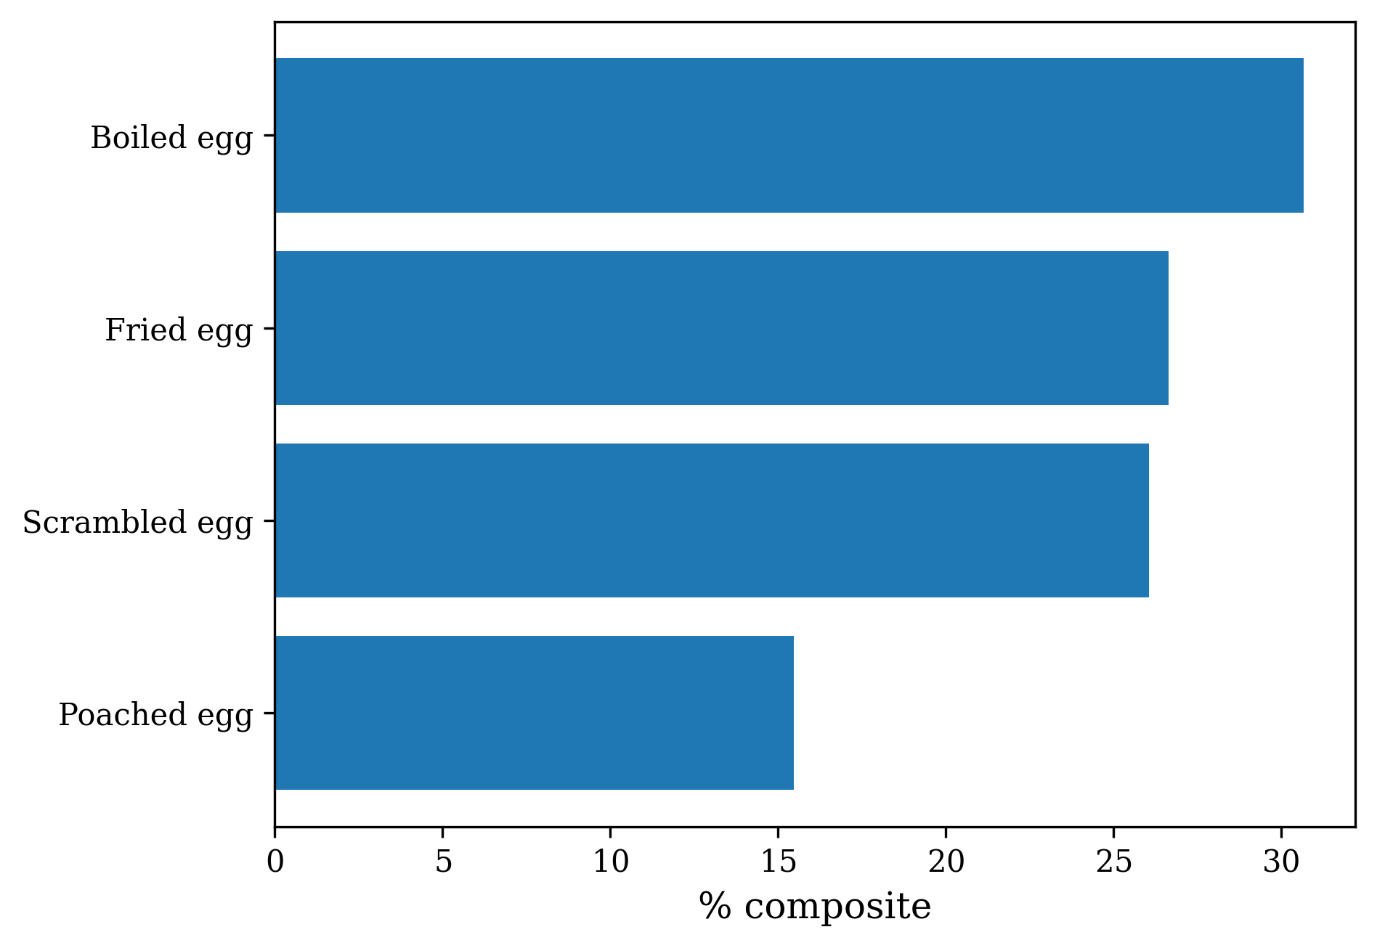 Boiled egg
Fried egg
Scrambled egg
Poached egg
0 5 10 15 20 25 30
% composite